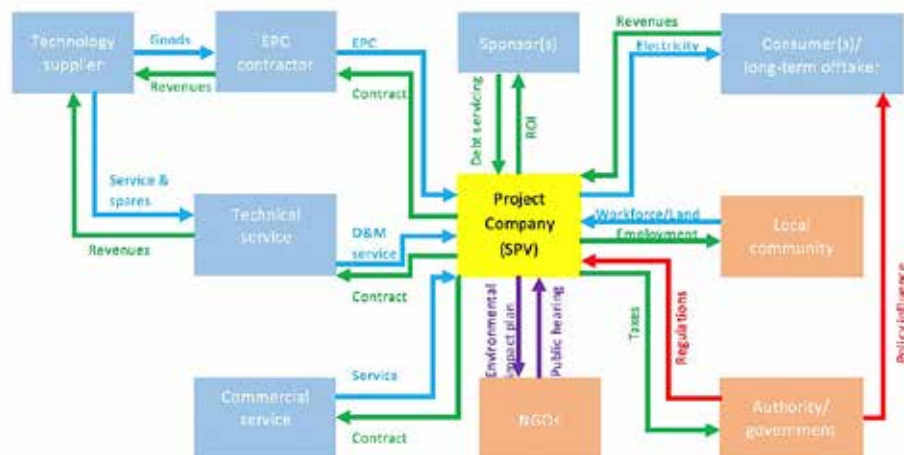 Technology
supplier
Goods
Revenues
EPC
contractor
EPC
Contract
Sponsor(s)
Debt servicing
ROI
Revenues
Electricity
Consumer(s)/
long-term offtaker
Service &
spares
Revenues
Technical
service
D&M
service
Contract
Project
Company
(SPV)
Workforce/Land
Employment
Local
community
Commercial
service
Service
Contract
Environmental
impact plan
Public hearing
NGOs
Taxes
Regulations
Authority/
government
Policy influence